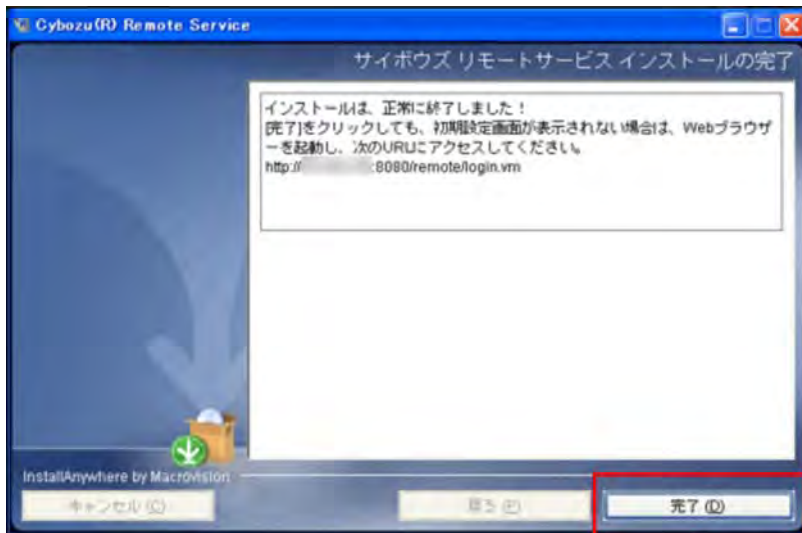 Cybozu(R) Remote Service
サイボウズ リモートサービス インストールの完了
インストールは、正常に終了しました！
[完了]をクリックしても、初期設定画面が表示されない場合は、Webブラウザ
ーを起動し、次のURLにアクセスしてください。
http:// :8080/remote/login.vm
InstallAnywhere by Macrovision
キャンセル (C)
戻る (P)
完了 (D)